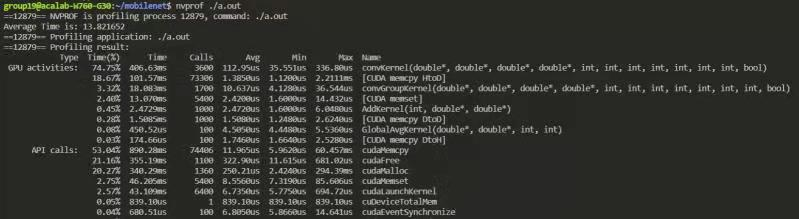 group19@acalab-W760-G30:~/mobilenet$ nvprof ./a.out
==12879== NVPROF is profiling process 12879, command: ./a.out
Average Time is: 13.821652
==12879== Profiling application: ./a.out
==12879== Profiling result:
Type Time(%) Time Calls Avg Min Max Name
GPU activities: 74.75% 406.63ms 3600 112.95us 35.551us 336.80us convKernel(double*, double*, double*, double*, int, int, int, int, int, int, int, bool)
18.67% 101.57ms 73306 1.3850us 1.1200us 2.2111ms [CUDA memcpy HtoD]
3.32% 18.083ms 1700 10.637us 4.1280us 36.544us convGroupKernel(double*, double*, double*, double*, int, int, int, int, int, int, int, bool)
2.40% 13.070ms 5400 2.4200us 1.6000us 14.432us [CUDA memset]
0.45% 2.4729ms 1000 2.4720us 1.6000us 6.0480us AddKernel(int, double*, double*)
0.28% 1.5085ms 1000 1.5080us 1.2480us 2.6240us [CUDA memcpy DtoD]
0.08% 450.52us 100 4.5050us 4.4480us 5.5360us GlobalAvgKernel(double*, double*, int, int)
0.03% 174.66us 100 1.7460us 1.6640us 2.5280us [CUDA memcpy DtoH]
API calls: 53.04% 890.28ms 74406 11.965us 5.9620us 60.457ms cudaMemcpy
21.16% 355.19ms 1100 322.90us 11.615us 681.02us cudaFree
20.27% 340.29ms 1360 250.21us 2.4240us 294.39ms cudaMalloc
2.75% 46.205ms 5400 8.5560us 7.3190us 85.606us cudaMemset
2.57% 43.109ms 6400 6.7350us 5.7750us 694.72us cudaLaunchKernel
0.05% 839.10us 1 839.10us 839.10us 839.10us cuDeviceTotalMem
0.04% 680.51us 100 6.8050us 5.8660us 14.641us cudaEventSynchronize